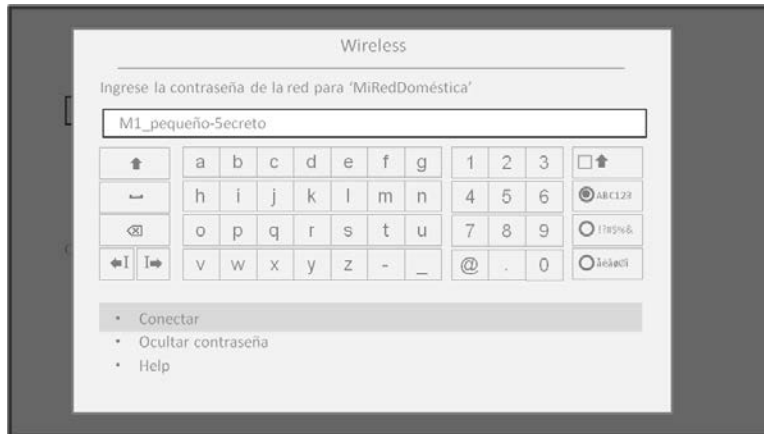 Wireless
Ingrese la contraseña de la red para ‘MiRedDoméstica’
M1_pequeño-5ecreto
a b c d e f g 1 2 3
h i j k l m n 4 5 6 ABC123
o p q r s t u 7 8 9 !?#$%&
v w x y z - _ @ . 0
• Conectar
• Ocultar contraseña
• Help